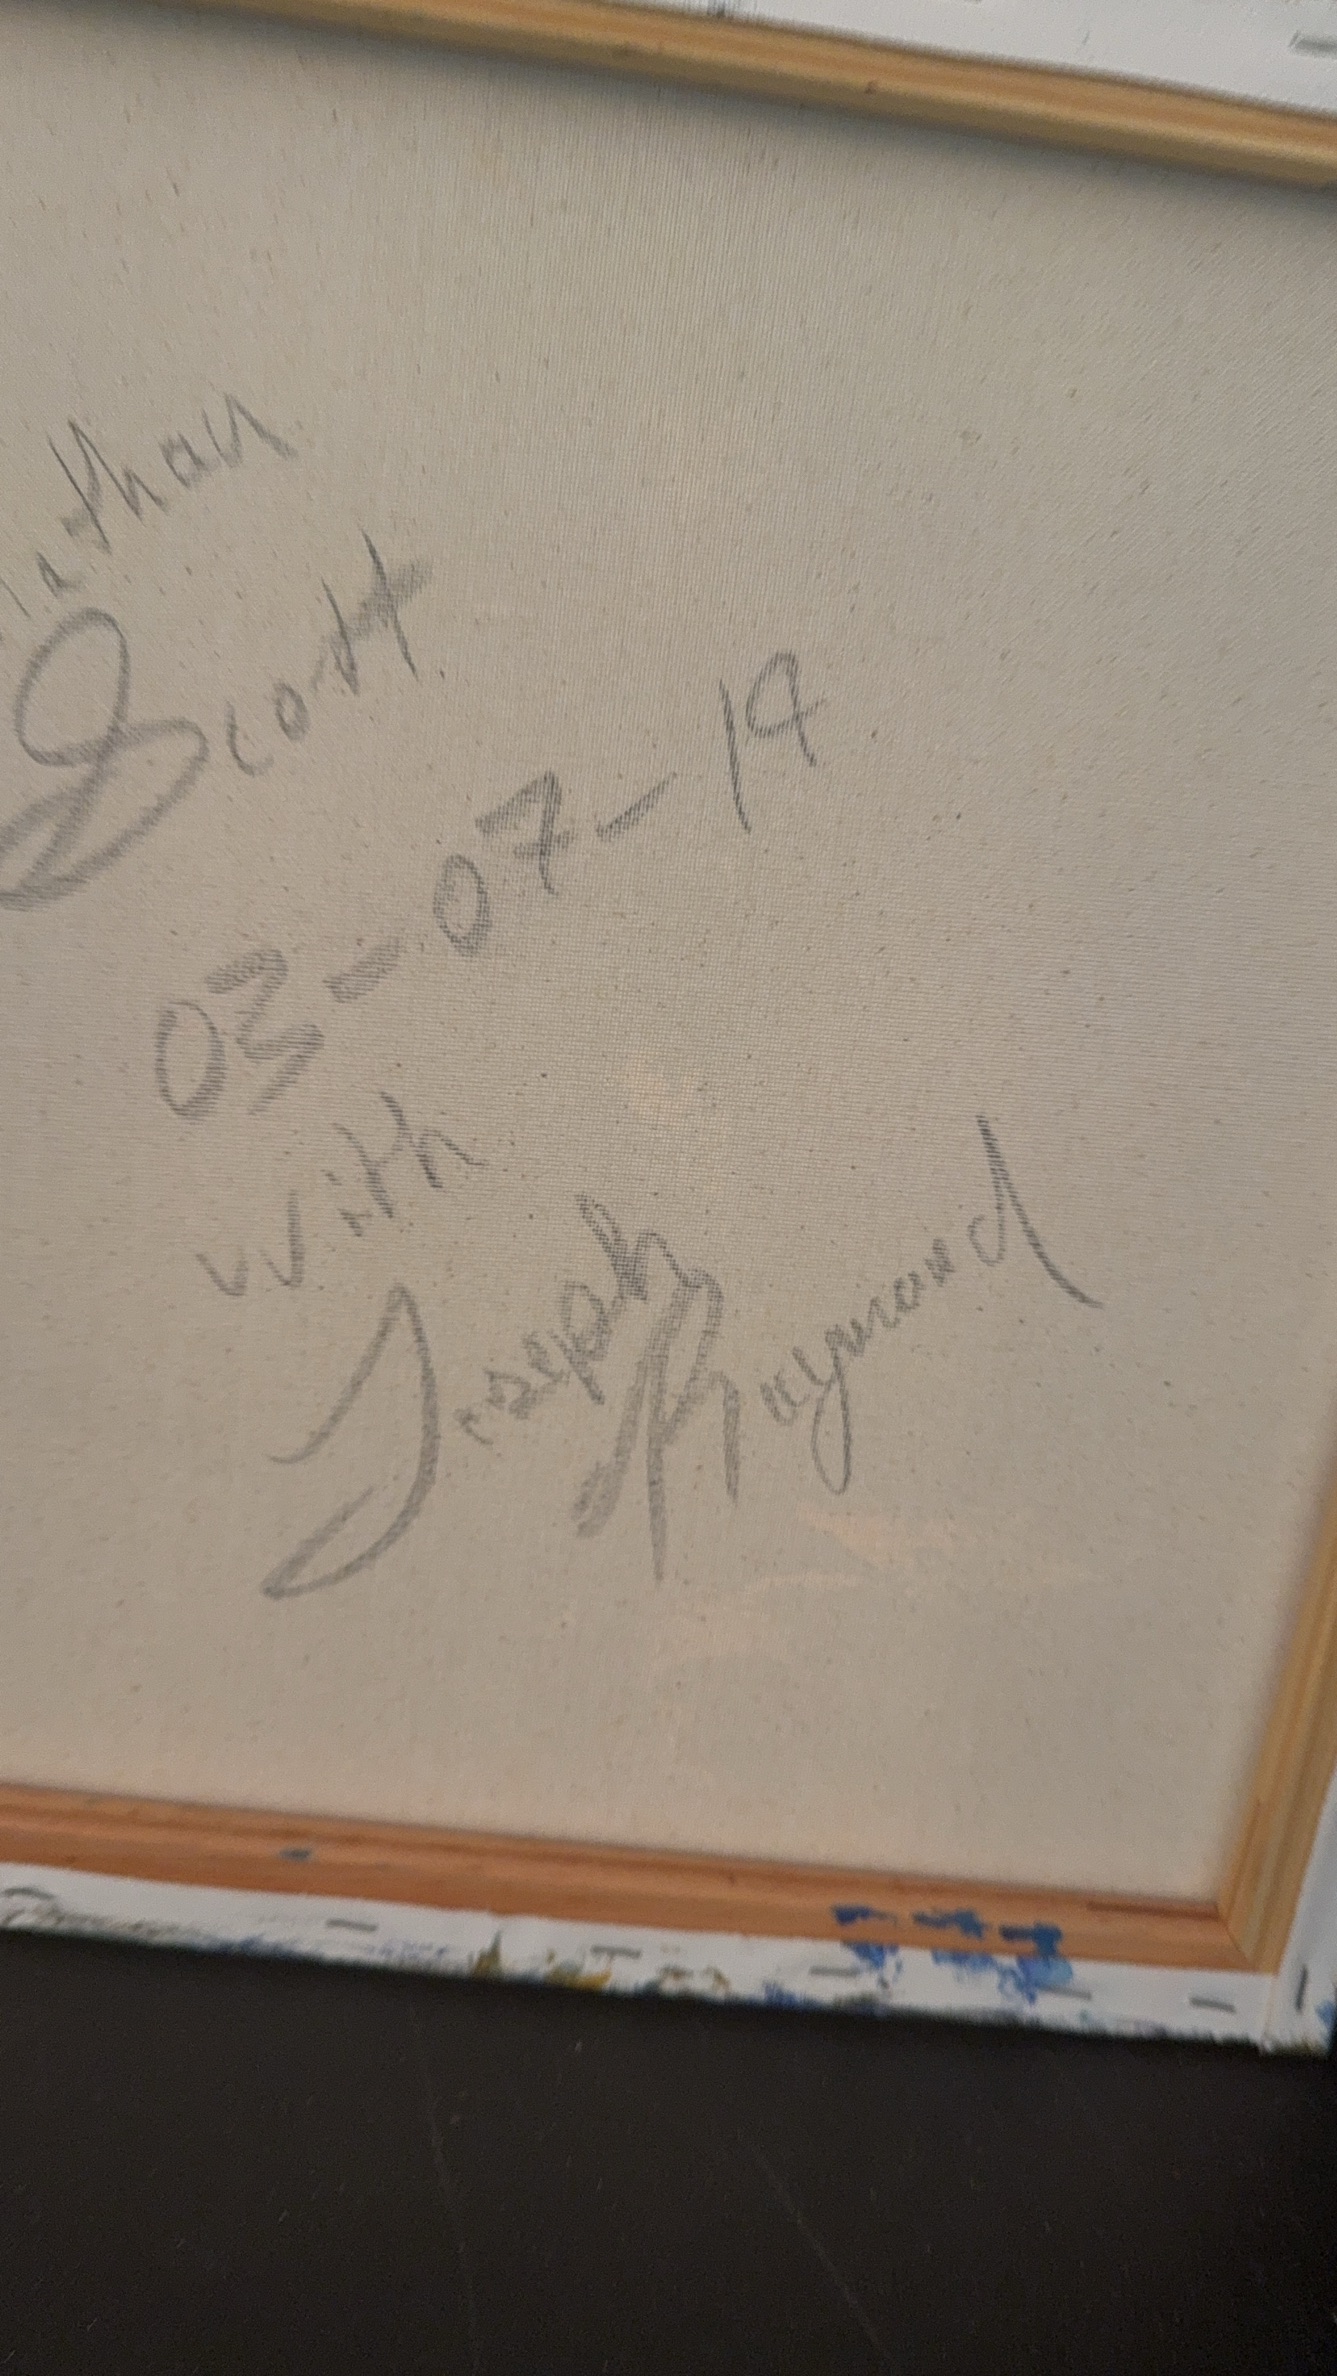 Scott
03-07-19
with
Joseph Raymond